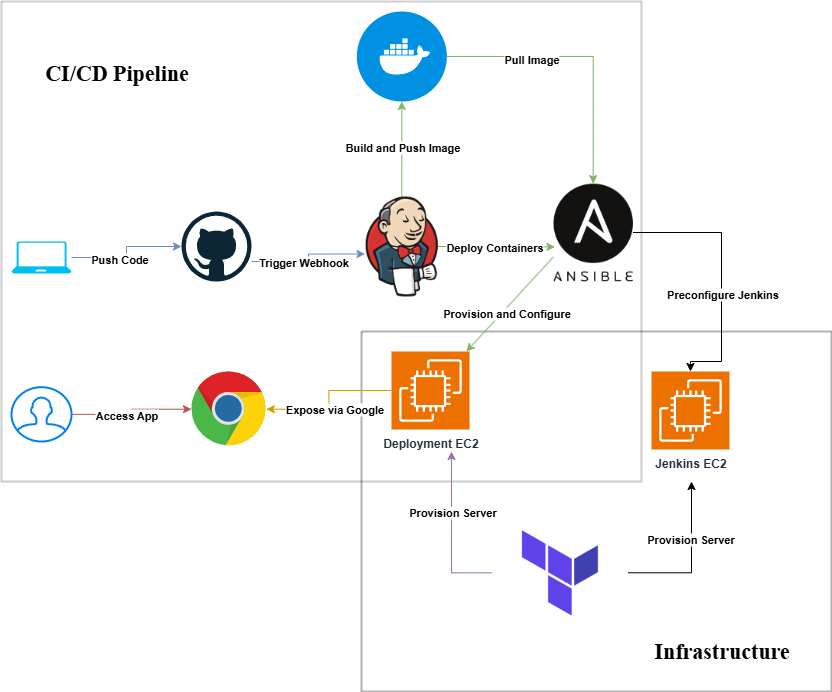 CI/CD Pipeline
Pull Image
Build and Push Image
Push Code
Trigger Webhook
Deploy Containers
ANSIBLE
Preconfigure Jenkins
Provision and Configure
Access App
Expose via Google
Deployment EC2
Jenkins EC2
Provision Server
Provision Server
Infrastructure